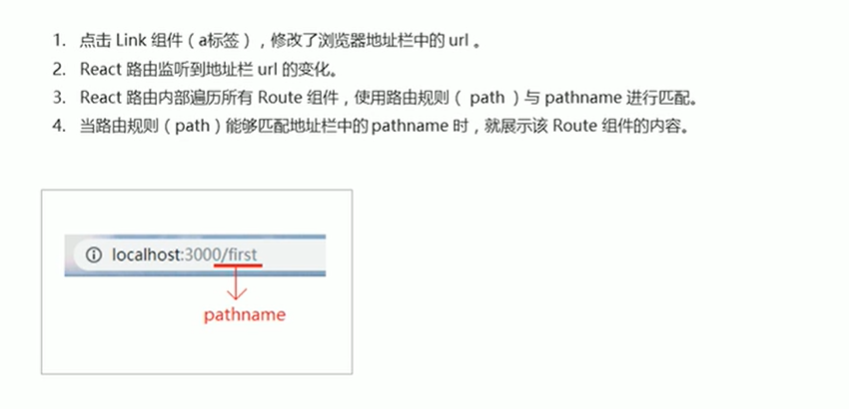 1. 点击 Link 组件（a标签），修改了浏览器地址栏中的 url 。
2. React 路由监听到地址栏 url 的变化。
3. React 路由内部遍历所有 Route 组件，使用路由规则（ path ）与 pathname 进行匹配。
4. 当路由规则（path）能够匹配地址栏中的 pathname 时，就展示该 Route 组件的内容。
localhost:3000/first
pathname